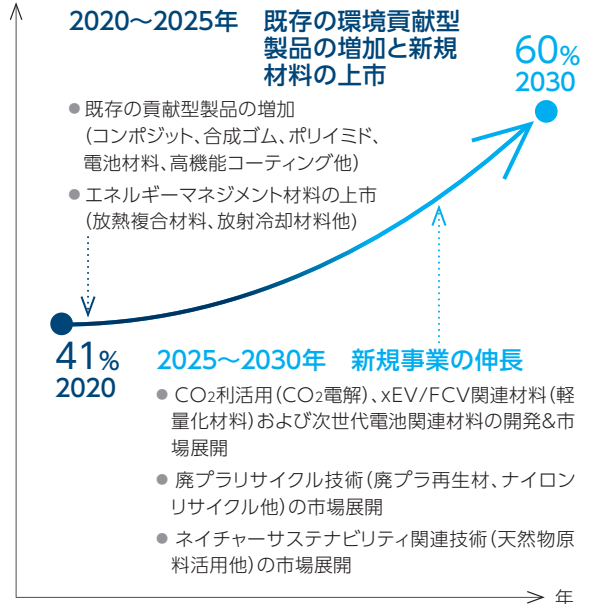 2020～2025年　既存の環境貢献型
製品の増加と新規
材料の上市
60%
2030
● 既存の貢献型製品の増加
(コンポジット、合成ゴム、ポリイミド、
電池材料、高機能コーティング他)
● エネルギーマネジメント材料の上市
(放熱複合材料、放射冷却材料他)
41%
2020
2025～2030年　新規事業の伸長
● CO2利活用(CO2電解)、xEV/FCV関連材料(軽
量化材料)および次世代電池関連材料の開発&市
場展開
● 廃プラリサイクル技術(廃プラ再生材、ナイロン
リサイクル他)の市場展開
● ネイチャーサステナビリティ関連技術(天然物原
料活用他)の市場展開
年